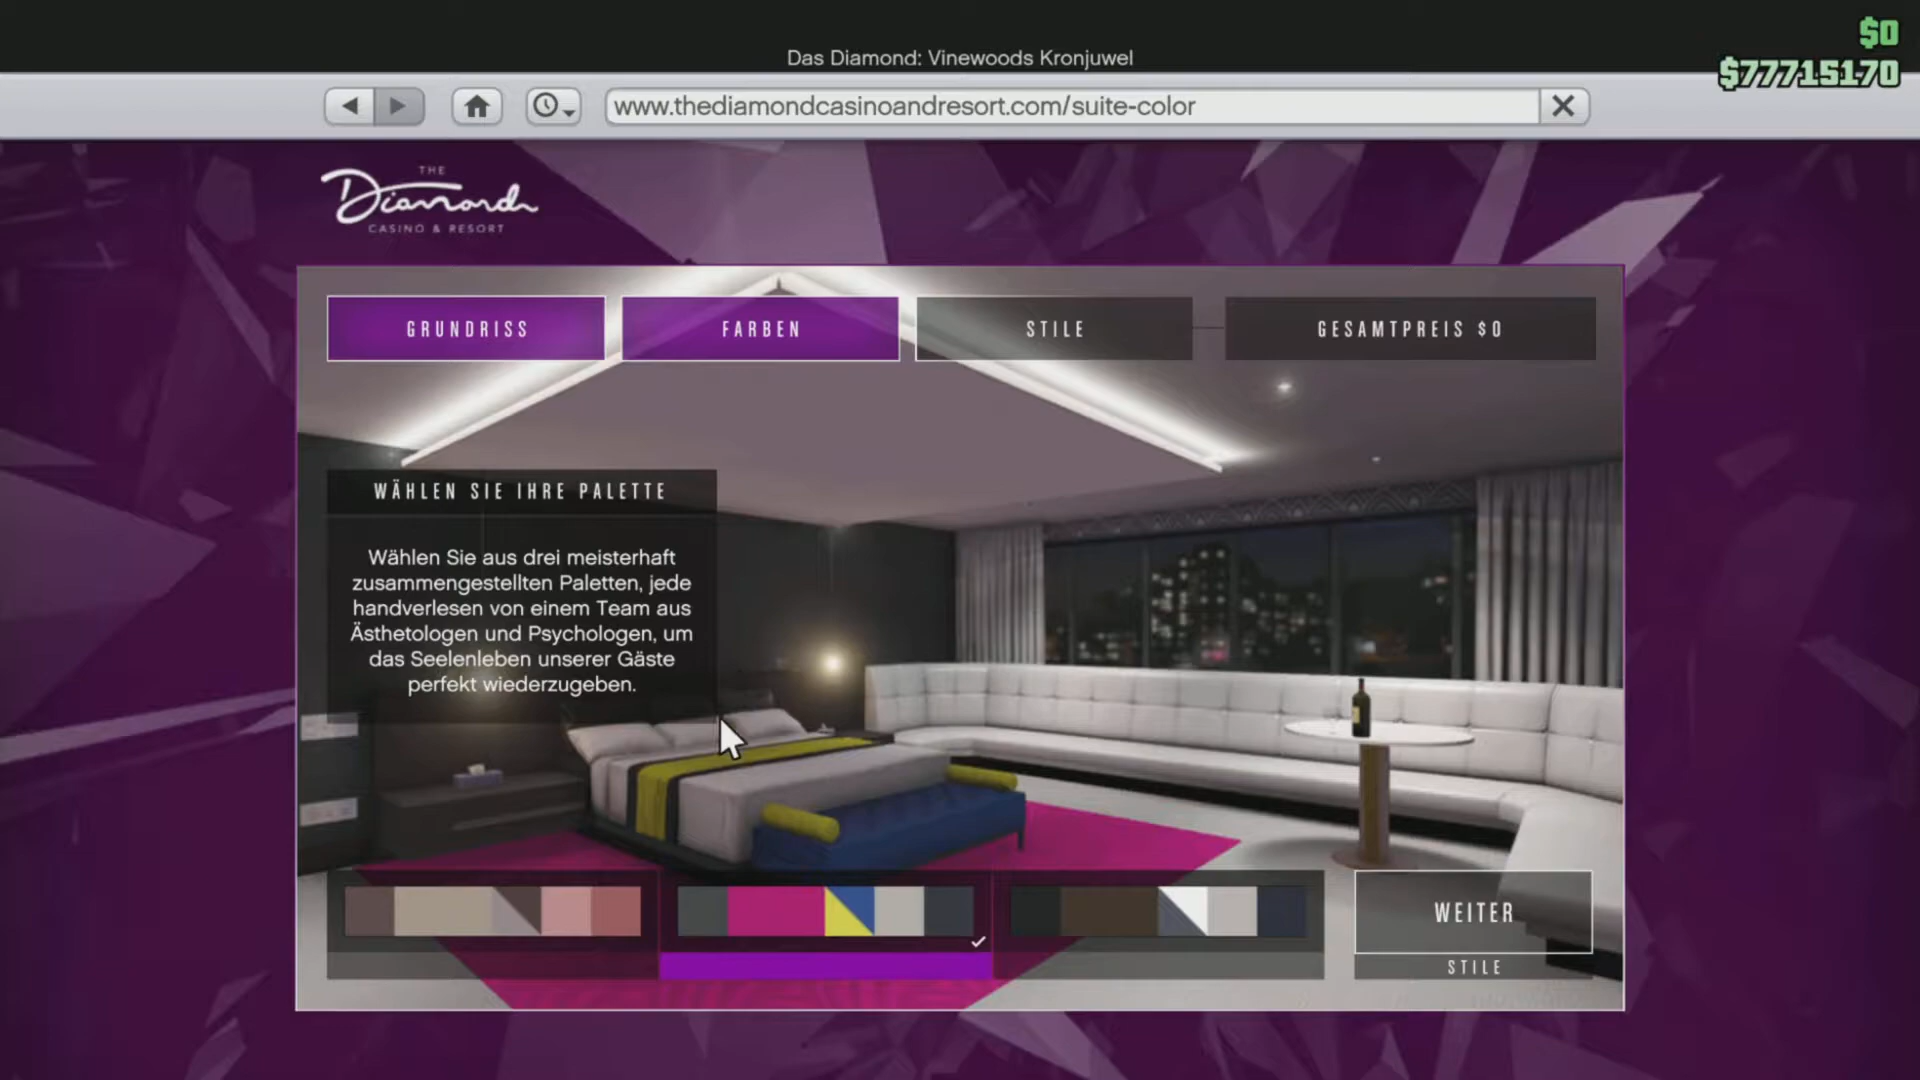 $0
Das Diamond: Vinewoods Kronjuwel
$77715170
www.thediamondcasinoandresort.com/suite-color
THE
Diamond
CASINO & RESORT
GRUNDRISS
FARBEN
STILE
GESAMTPREIS $0
WÄHLEN SIE IHRE PALETTE
Wählen Sie aus drei meisterhaft
zusammengestellten Paletten, jede
handverlesen von einem Team aus
Ästhetologen und Psychologen, um
das Seelenleben unserer Gäste
perfekt wiederzugeben.
WEITER
STILE